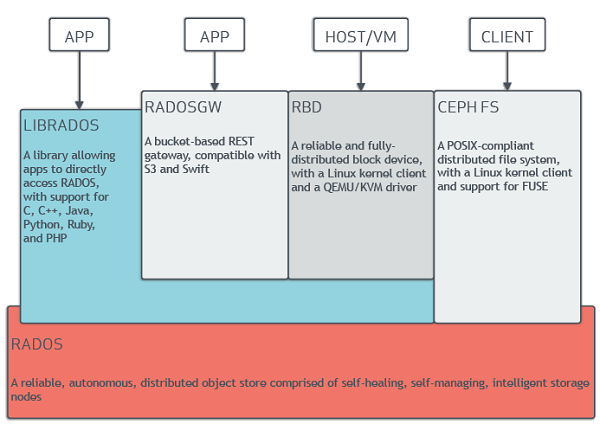 APP
APP
HOST/VM
CLIENT
LIBRADOS
A library allowing
apps to directly
access RADOS,
with support for
C, C++, Java,
Python, Ruby,
and PHP
RADOSGW
A bucket-based REST
gateway, compatible with
S3 and Swift
RBD
A reliable and fully-
distributed block device,
with a Linux kernel client
and a QEMU/KVM driver
CEPH FS
A POSIX-compliant
distributed file system,
with a Linux kernel client
and support for FUSE
RADOS
A reliable, autonomous, distributed object store comprised of self-healing, self-managing, intelligent storage
nodes